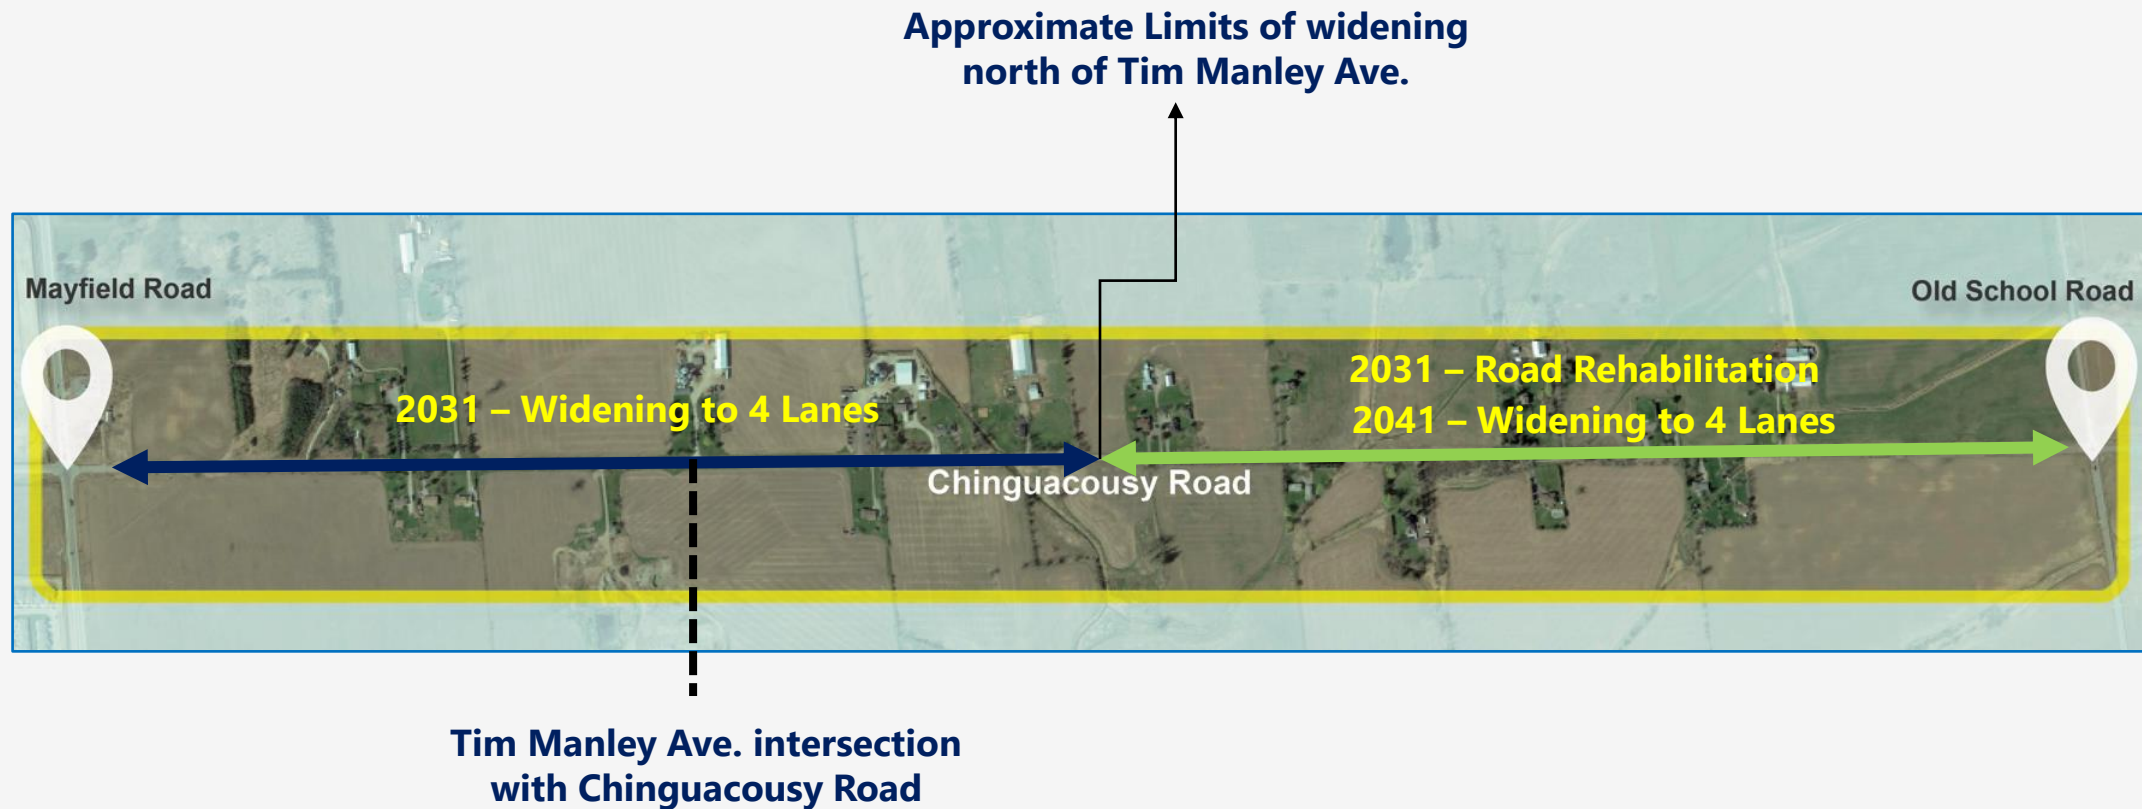 Approximate Limits of widening
north of Tim Manley Ave.
Mayfield Road
Old School Road
2031 – Widening to 4 Lanes
2031 – Road Rehabilitation
2041 – Widening to 4 Lanes
Chinguacousy Road
Tim Manley Ave. intersection
with Chinguacousy Road